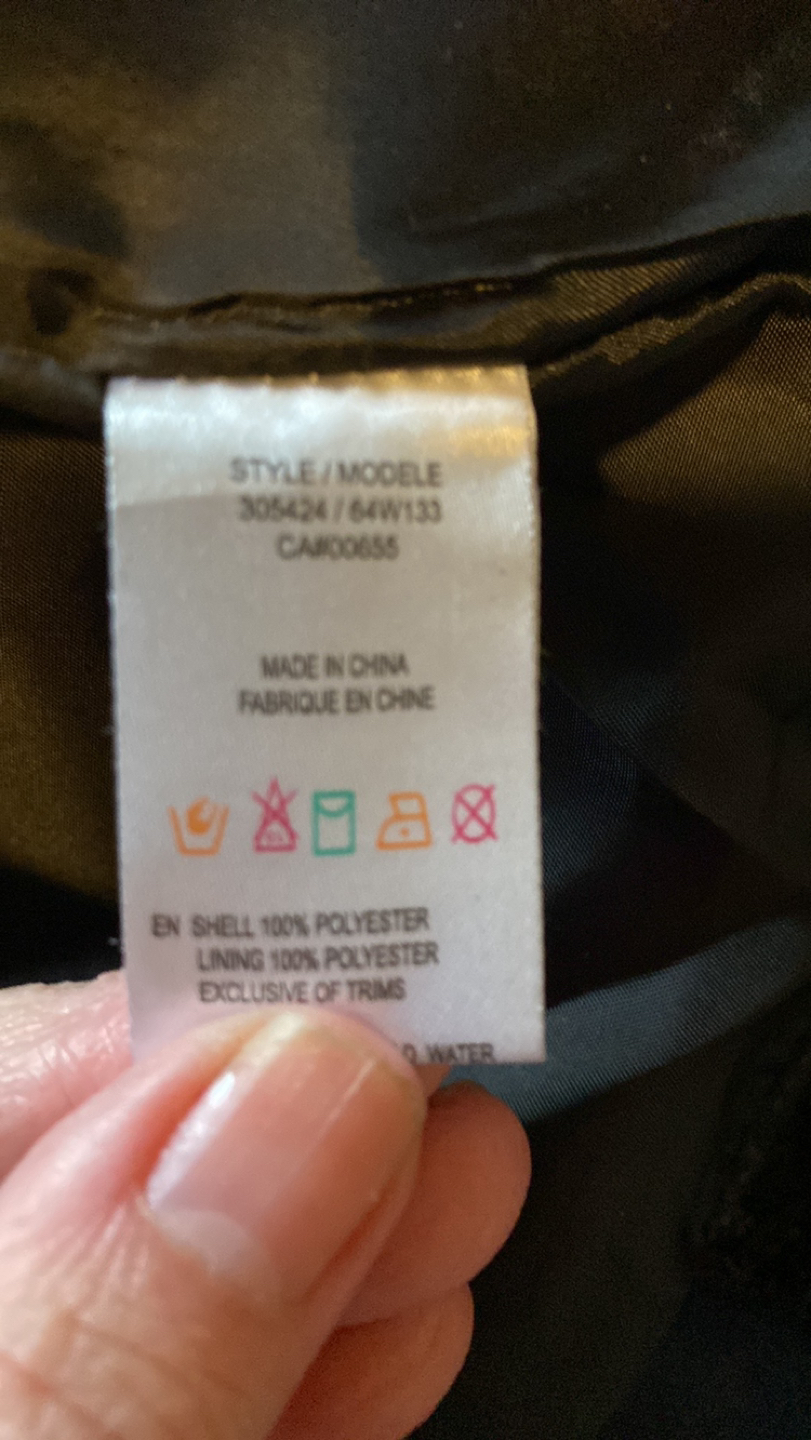 STYLE / MODELE
305424 / 64W133
CA#00655
MADE IN CHINA
FABRIQUE EN CHINE
EN SHELL 100% POLYESTER
LINING 100% POLYESTER
EXCLUSIVE OF TRIMS
WATER